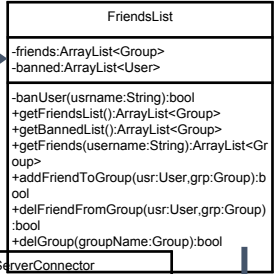 FriendsList
-friends:ArrayList<Group>
-banned:ArrayList<User>
-banUser(usrname:String):bool
+getFriendsList():ArrayList<Group>
+getBannedList():ArrayList<Group>
+getFriends(username:String):ArrayList<Gr
oup>
+addFriendToGroup(usr:User,grp:Group):b
ool
+delFriendFromGroup(usr:User,grp:Group)
:bool
+delGroup(groupName:Group):bool
ServerConnector